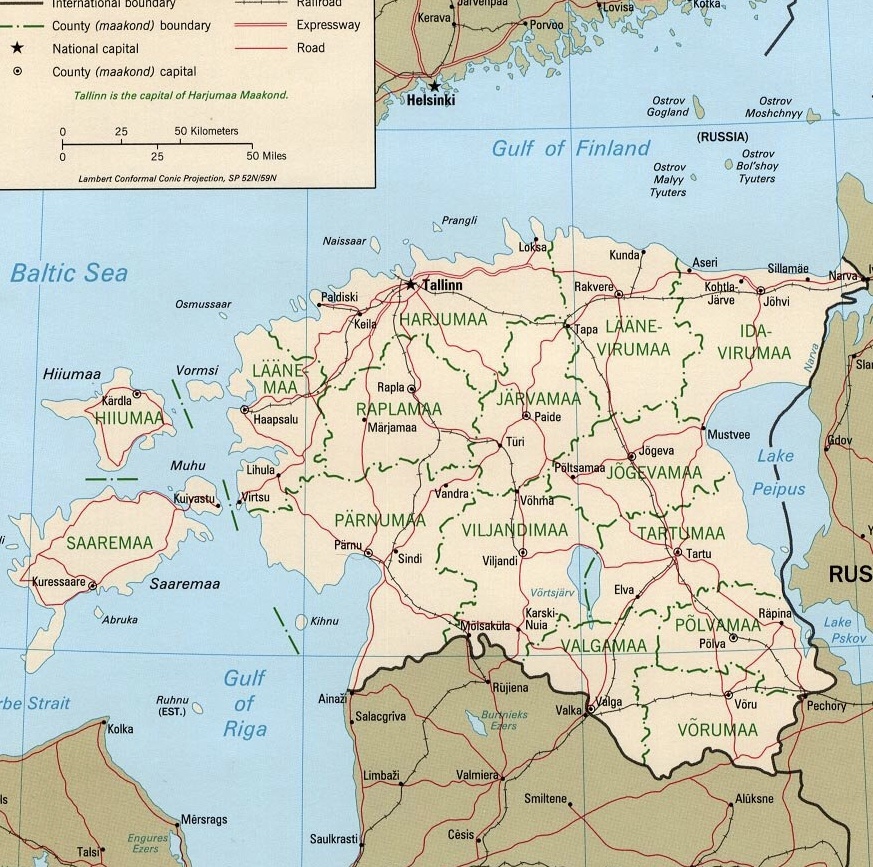 International boundary
Railroad
County (maakond) boundary
Expressway
National capital
Road
County (maakond) capital
Tallinn is the capital of Harjumaa Maakond.
0 25 50 Kilometers
0 25 50 Miles
Lambert Conformal Conic Projection, SP 52N/59N
Järvenpää
Kerava
Porvoo
Lovisa
Kotka
Helsinki
Ostrov
Gogland
Ostrov
Moshchnyy
(RUSSIA)
Gulf of Finland
Ostrov
Malyy
Tyuters
Ostrov
Bol'shoy
Tyuters
Prangli
Naissaar
Loksa
Kunda
Aseri
Sillamäe
Narva
Baltic Sea
Tallinn
Rakvere
Kohtla-
Järve
Jõhvi
Osmussaar
Paldiski
Keila
HARJUMAA
Tapa
LÄÄNE-
VIRUMAA
IDA-
VIRUMAA
Narva
Hiiumaa
Vormsi
LÄÄNE-
MAA
Kärdla
HIIUMAA
Haapsalu
Rapla
RAPLAMAA
Märjamaa
JÄRVAMAA
Paide
Türi
Mustvee
Gdov
Lake
Peipus
Muhu
Lihula
Kuivastu
Virtsu
Vandra
Võhma
Põltsamaa
Jõgeva
JÕGEVAMAA
SAAREMAA
PÄRNUMAA
Pärnu
Sindi
VILJANDIMAA
Viljandi
TARTUMAA
Tartu
Kuressaare
Saaremaa
RUS
Abruka
Kihnu
Võrtsjärv
Elva
Karski-
Nuia
Mõisaküla
Räpina
PÕLVAMAA
Põlva
Lake
Pskov
VALGAMAA
Gulf
of
Riga
rbe Strait
Ruhnu
(EST.)
Ainaži
Rūjiena
Valka
Valga
Võru
Pechory
VÕRUMAA
Kolka
Salacgrīva
Burtnieks
Ezers
Limbaži
Valmiera
Smiltene
Alūksne
Mērsrags
Engures
Ezers
Talsi
Saulkrasti
Cēsis